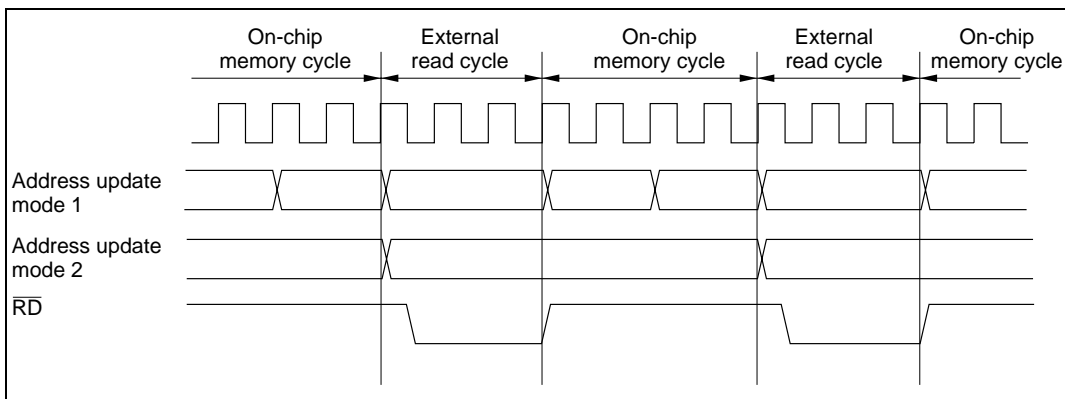 On-chip
memory cycle
External
read cycle
On-chip
memory cycle
External
read cycle
On-chip
memory cycle
Address update
mode 1
Address update
mode 2
R̅D̅